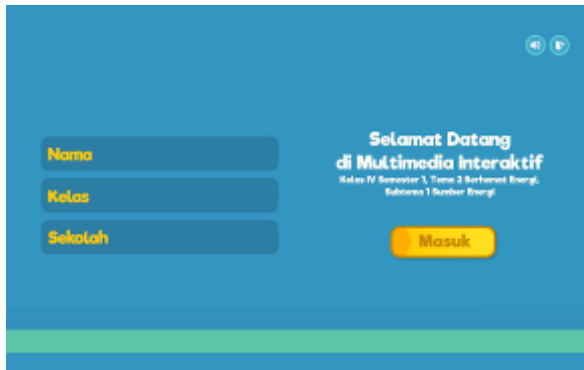 Nama
Kelas
Sekolah
Selamat Datang
di Multimedia Interaktif
Kelas IV Semester 1, Tema 2 Berhemat Energi,
Subtema 1 Sumber Energi
Masuk